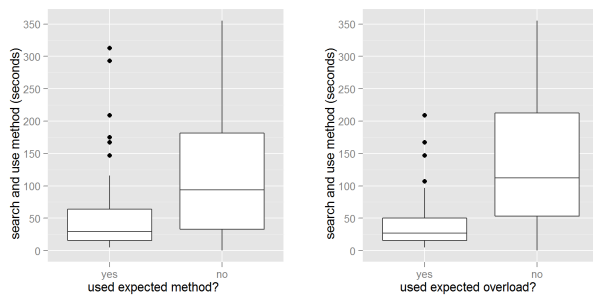 search and use method (seconds)
350
300
250
200
150
100
50
0
yes
no
used expected method?
search and use method (seconds)
350
300
250
200
150
100
50
0
yes
no
used expected overload?